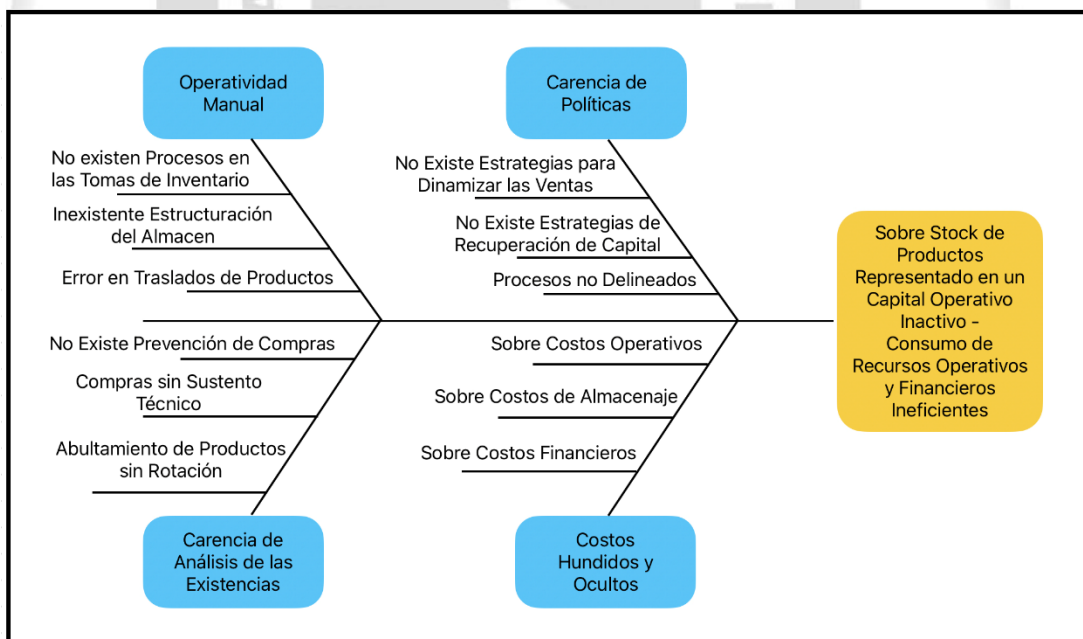 Operatividad
Manual
No existen Procesos en
las Tomas de Inventario
Inexistente Estructuración
del Almacen
Error en Traslados de Productos
Carencia de
Políticas
No Existe Estrategias para
Dinamizar las Ventas
No Existe Estrategias de
Recuperación de Capital
Procesos no Delineados
No Existe Prevención de Compras
Compras sin Sustento
Técnico
Abultamiento de Productos
sin Rotación
Carencia de
Análisis de las
Existencias
Sobre Costos Operativos
Sobre Costos de Almacenaje
Sobre Costos Financieros
Costos
Hundidos y
Ocultos
Sobre Stock de
Productos
Representado en un
Capital Operativo
Inactivo -
Consumo de
Recursos Operativos
y Financieros
Ineficientes